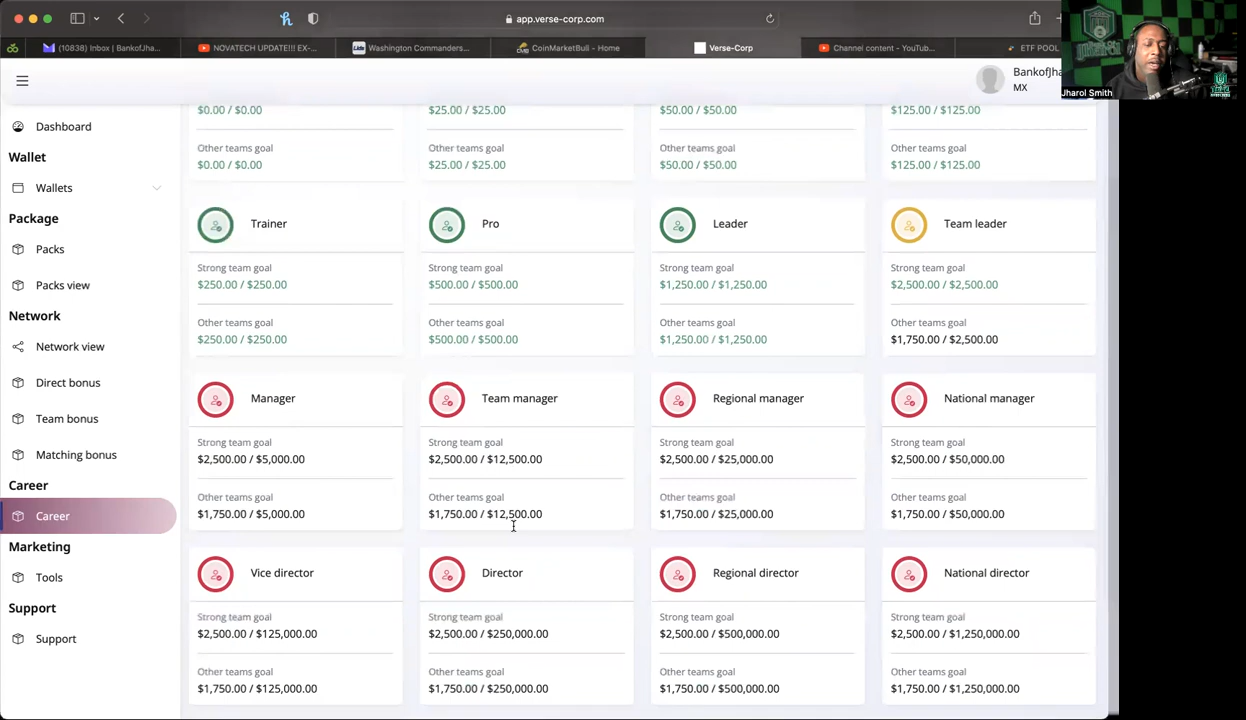 app.verse-corp.com
(10838) Inbox | BankofJha...
NOVATECH UPDATE!!! EX-...
Washington Commanders...
CoinMarketBull - Home
Verse-Corp
Channel content - YouTub...
ETF POOL
Jharol Smith
BankofJha
MX
Dashboard
Wallet
Wallets
Package
Packs
Packs view
Network
Network view
Direct bonus
Team bonus
Matching bonus
Career
Career
Marketing
Tools
Support
Support
$0.00 / $0.00
$25.00 / $25.00
$50.00 / $50.00
$125.00 / $125.00
Other teams goal
Other teams goal
Other teams goal
Other teams goal
$0.00 / $0.00
$25.00 / $25.00
$50.00 / $50.00
$125.00 / $125.00
Trainer
Pro
Leader
Team leader
Strong team goal
Strong team goal
Strong team goal
Strong team goal
$250.00 / $250.00
$500.00 / $500.00
$1,250.00 / $1,250.00
$2,500.00 / $2,500.00
Other teams goal
Other teams goal
Other teams goal
Other teams goal
$250.00 / $250.00
$500.00 / $500.00
$1,250.00 / $1,250.00
$1,750.00 / $2,500.00
Manager
Team manager
Regional manager
National manager
Strong team goal
Strong team goal
Strong team goal
Strong team goal
$2,500.00 / $5,000.00
$2,500.00 / $12,500.00
$2,500.00 / $25,000.00
$2,500.00 / $50,000.00
Other teams goal
Other teams goal
Other teams goal
Other teams goal
$1,750.00 / $5,000.00
$1,750.00 / $12,500.00
$1,750.00 / $25,000.00
$1,750.00 / $50,000.00
Vice director
Director
Regional director
National director
Strong team goal
Strong team goal
Strong team goal
Strong team goal
$2,500.00 / $125,000.00
$2,500.00 / $250,000.00
$2,500.00 / $500,000.00
$2,500.00 / $1,250,000.00
Other teams goal
Other teams goal
Other teams goal
Other teams goal
$1,750.00 / $125,000.00
$1,750.00 / $250,000.00
$1,750.00 / $500,000.00
$1,750.00 / $1,250,000.00